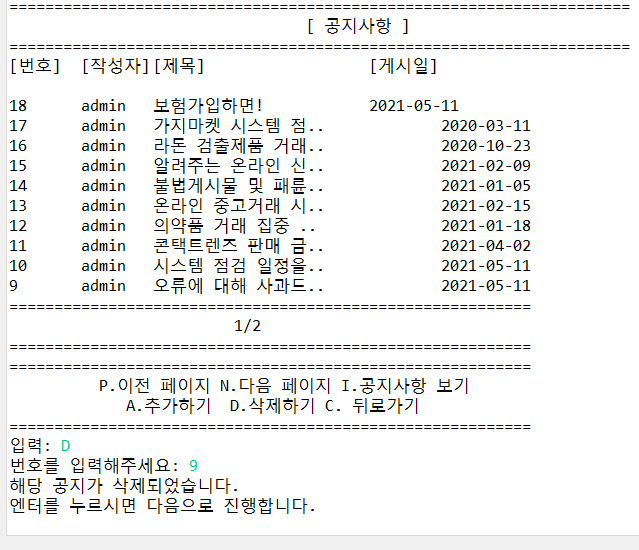 =====================================================================
[ 공지사항 ]
=====================================================================
[번호] [작성자] [제목] [게시일]
18 admin 보험가입하면! 2021-05-11
17 admin 가지마켓 시스템 점.. 2020-03-11
16 admin 라돈 검출제품 거래.. 2020-10-23
15 admin 알려주는 온라인 신.. 2021-02-09
14 admin 불법게시물 및 패륜.. 2021-01-05
13 admin 온라인 중고거래 시.. 2021-02-15
12 admin 의약품 거래 집중 .. 2021-01-18
11 admin 콘택트렌즈 판매 금.. 2021-04-02
10 admin 시스템 점검 일정을.. 2021-05-11
9 admin 오류에 대해 사과드.. 2021-05-11
==========================================================
1/2
==========================================================
==========================================================
P.이전 페이지 N.다음 페이지 I.공지사항 보기
A.추가하기 D.삭제하기 C. 뒤로가기
==========================================================
입력: D
번호를 입력해주세요: 9
해당 공지가 삭제되었습니다.
엔터를 누르시면 다음으로 진행합니다.